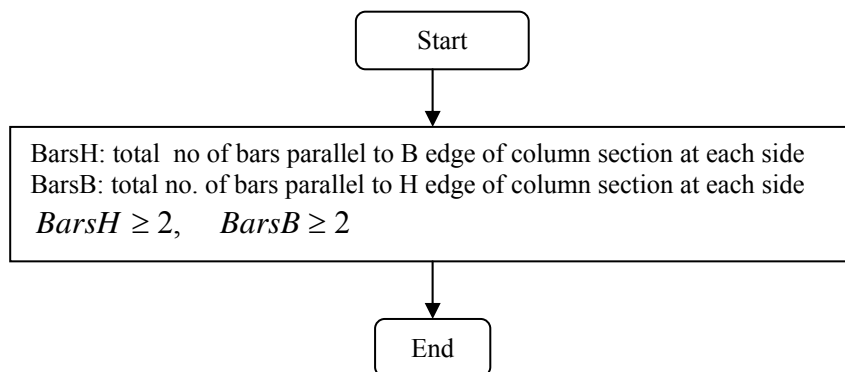 Start
BarsH: total no of bars parallel to B edge of column section at each side
BarsB: total no. of bars parallel to H edge of column section at each side
BarsH ≥ 2, BarsB ≥ 2
End